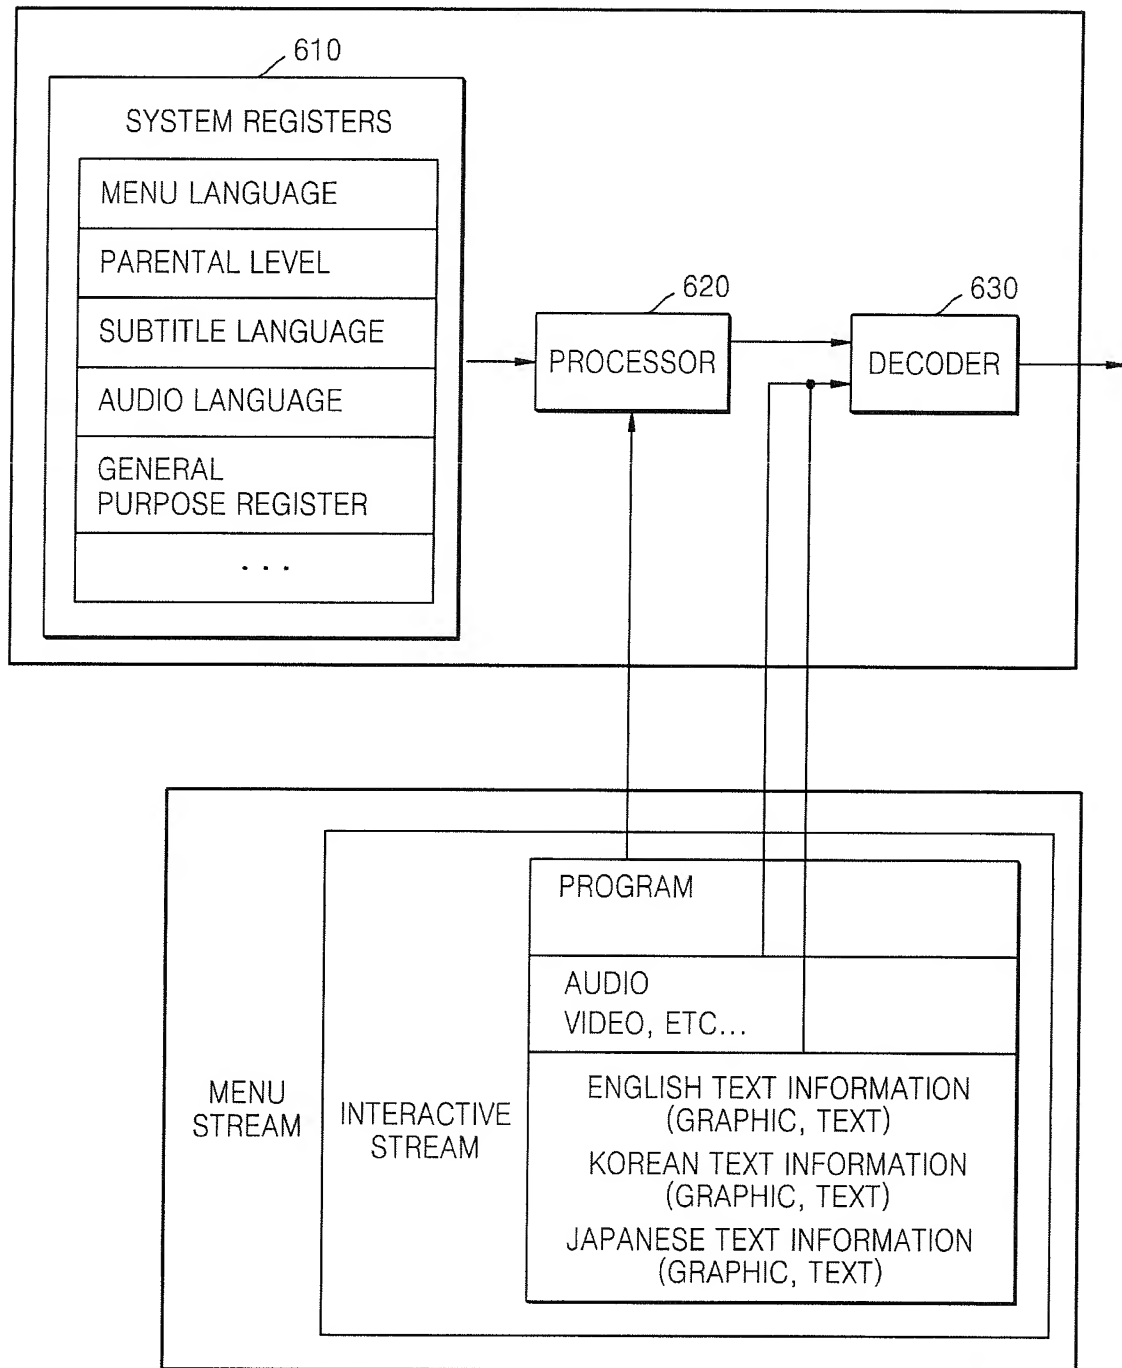 610
SYSTEM REGISTERS
MENU LANGUAGE
PARENTAL LEVEL
SUBTITLE LANGUAGE
AUDIO LANGUAGE
GENERAL
PURPOSE REGISTER
...
620
PROCESSOR
630
DECODER
MENU
STREAM
INTERACTIVE
STREAM
PROGRAM
AUDIO
VIDEO, ETC...
ENGLISH TEXT INFORMATION
(GRAPHIC, TEXT)
KOREAN TEXT INFORMATION
(GRAPHIC, TEXT)
JAPANESE TEXT INFORMATION
(GRAPHIC, TEXT)